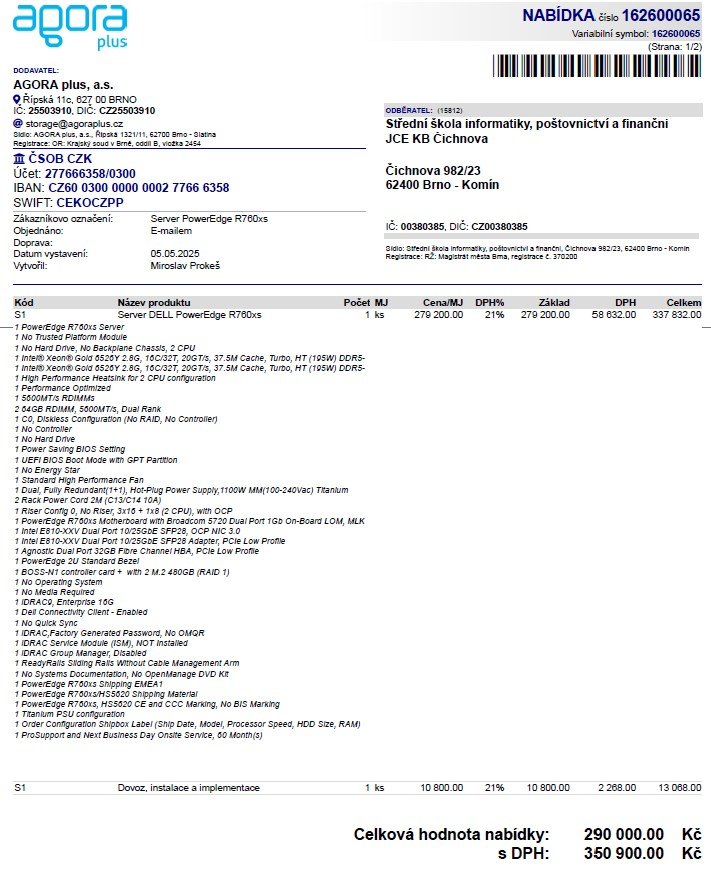 agora
plus
NABÍDKA číslo 162600065
Variabilní symbol: 162600065
(Strana: 1/2)
DODAVATEL:
AGORA plus, a.s.
Řípská 11c, 627 00 BRNO
IČ: 25503910, DIČ: CZ25503910
@ storage@agoraplus.cz
Sídlo: AGORA plus, a.s., Řípská 1321/11, 62700 Brno - Slatina
Registrace: OR: Krajský soud v Brně, oddíl B, vložka 2454
ČSOB CZK
Účet: 277666358/0300
IBAN: CZ60 0300 0000 0002 7766 6358
SWIFT: CEKOCZPP
Zákazníkovo označení: Server PowerEdge R760xs
Objednáno: E-mailem
Doprava:
Datum vystavení: 05.05.2025
Vytvořil: Miroslav Prokeš
ODBĚRATEL: (15812)
Střední škola informatiky, poštovnictví a finanční
JCE KB Čichnova
Čichnova 982/23
62400 Brno - Komín
IČ: 00380385, DIČ: CZ00380385
Sídlo: Střední škola informatiky, poštovnictví a finanční, Čichnova 982/23, 62400 Brno - Komín
Registrace: RŽ: Magistrát města Brna, registrace č. 370200
Kód Název produktu Počet MJ Cena/MJ DPH% Základ DPH Celkem
S1 Server DELL PowerEdge R760xs 1 ks 279 200.00 21% 279 200.00 58 632.00 337 832.00
1 PowerEdge R760xs Server
1 No Trusted Platform Module
1 No Hard Drive, No Backplane Chassis, 2 CPU
1 Intel® Xeon® Gold 6526Y 2.8G, 16C/32T, 20GT/s, 37.5M Cache, Turbo, HT (195W) DDR5-
1 Intel® Xeon® Gold 6526Y 2.8G, 16C/32T, 20GT/s, 37.5M Cache, Turbo, HT (195W) DDR5-
1 High Performance Heatsink for 2 CPU configuration
1 Performance Optimized
1 5600MT/s RDIMMs
2 64GB RDIMM, 5600MT/s, Dual Rank
1 C0, Diskless Configuration (No RAID, No Controller)
1 No Controller
1 No Hard Drive
1 Power Saving BIOS Setting
1 UEFI BIOS Boot Mode with GPT Partition
1 No Energy Star
1 Standard High Performance Fan
1 Dual, Fully Redundant(1+1), Hot-Plug Power Supply,1100W MM(100-240Vac) Titanium
2 Rack Power Cord 2M (C13/C14 10A)
1 Riser Config 0, No Riser, 3x16 + 1x8 (2 CPU), with OCP
1 PowerEdge R760xs Motherboard with Broadcom 5720 Dual Port 1Gb On-Board LOM, MLK
1 Intel E810-XXV Dual Port 10/25GbE SFP28, OCP NIC 3.0
1 Intel E810-XXV Dual Port 10/25GbE SFP28 Adapter, PCIe Low Profile
1 Agnostic Dual Port 32GB Fibre Channel HBA, PCIe Low Profile
1 PowerEdge 2U Standard Bezel
1 BOSS-N1 controller card + with 2 M.2 480GB (RAID 1)
1 No Operating System
1 No Media Required
1 iDRAC9, Enterprise 16G
1 Dell Connectivity Client - Enabled
1 No Quick Sync
1 iDRAC,Factory Generated Password, No OMQR
1 iDRAC Service Module (ISM), NOT Installed
1 iDRAC Group Manager, Disabled
1 ReadyRails Sliding Rails Without Cable Management Arm
1 No Systems Documentation, No OpenManage DVD Kit
1 PowerEdge R760xs Shipping EMEA1
1 PowerEdge R760xs/HS5620 Shipping Material
1 PowerEdge R760xs, HS5620 CE and CCC Marking, No BIS Marking
1 Titanium PSU configuration
1 Order Configuration Shipbox Label (Ship Date, Model, Processor Speed, HDD Size, RAM)
1 ProSupport and Next Business Day Onsite Service, 60 Month(s)
S1 Dovoz, instalace a implementace 1 ks 10 800.00 21% 10 800.00 2 268.00 13 068.00
Celková hodnota nabídky: 290 000.00 Kč
s DPH: 350 900.00 Kč